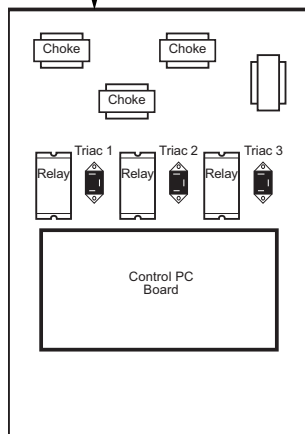 Choke
Choke
Choke
Triac 1
Triac 2
Triac 3
Relay
Relay
Relay
Control PC
Board